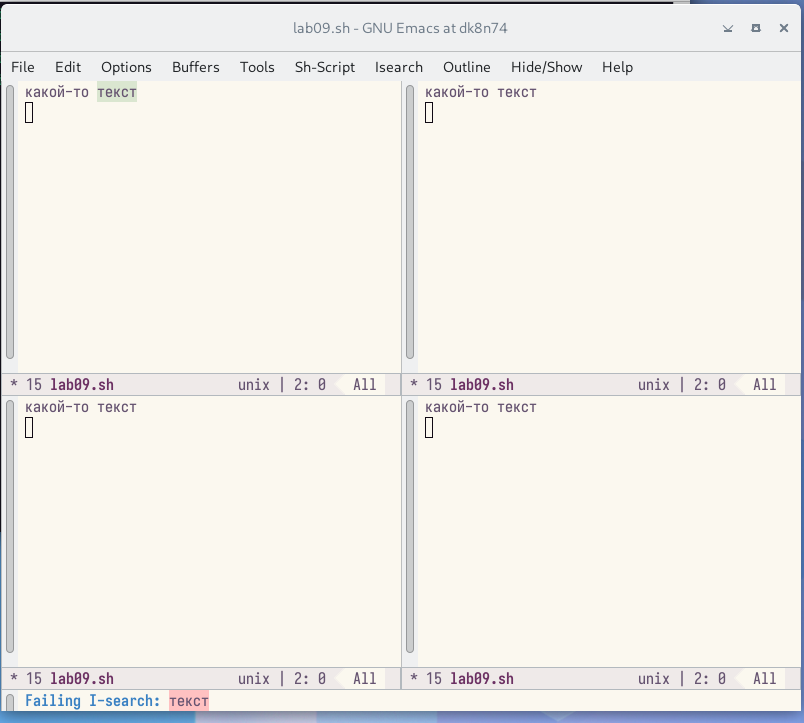 lab09.sh - GNU Emacs at dk8n74
File Edit Options Buffers Tools Sh-Script Isearch Outline Hide/Show Help
какой-то текст
какой-то текст
* 15 lab09.sh unix | 2: 0 All
* 15 lab09.sh unix | 2: 0 All
какой-то текст
какой-то текст
* 15 lab09.sh unix | 2: 0 All
* 15 lab09.sh unix | 2: 0 All
Failing I-search: текст